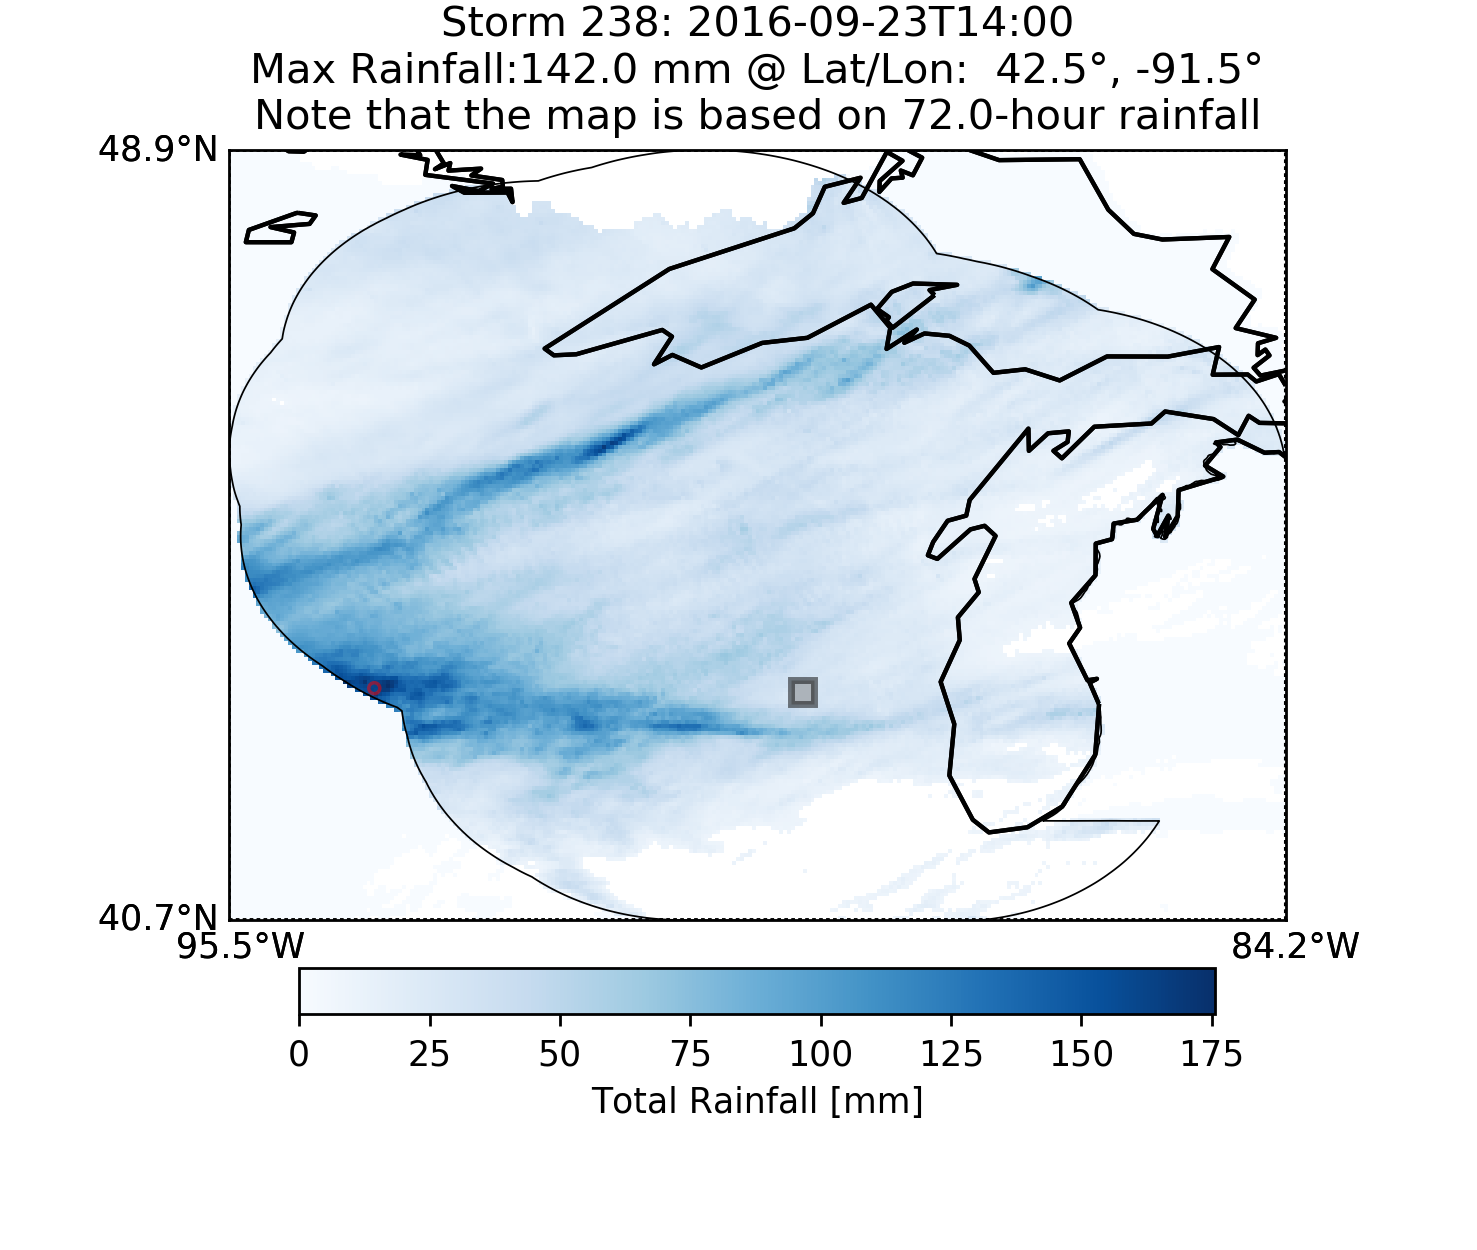 Storm 238: 2016-09-23T14:00
Max Rainfall:142.0 mm @ Lat/Lon:  42.5°, -91.5°
Note that the map is based on 72.0-hour rainfall
48.9°N
40.7°N
95.5°W 84.2°W
0 25 50 75 100 125 150 175
Total Rainfall [mm]